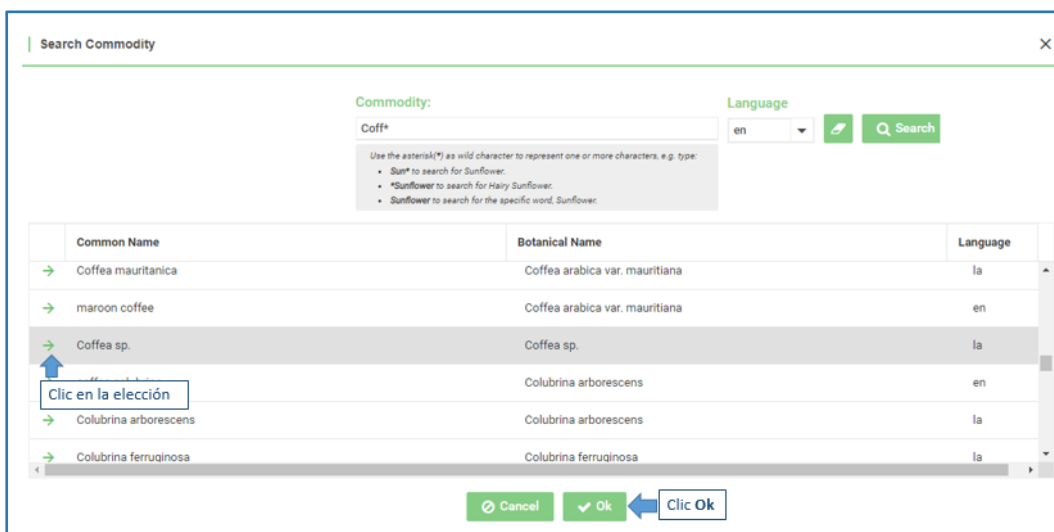 Search Commodity
Commodity:
Language
Coff*
en
Search
Use the asterisk(*) as wild character to represent one or more characters, e.g. type:
• Sun* to search for Sunflower.
• *Sunflower to search for Hairy Sunflower.
• Sunflower to search for the specific word, Sunflower.
Common Name Botanical Name Language
Coffea mauritanica Coffea arabica var. mauritiana la
maroon coffee Coffea arabica var. mauritiana en
Coffea sp. Coffea sp. la
Colubrina arborescens en
Clic en la elección
Colubrina arborescens Colubrina arborescens la
Colubrina ferruginosa Colubrina ferruginosa la
Cancel Ok Clic Ok